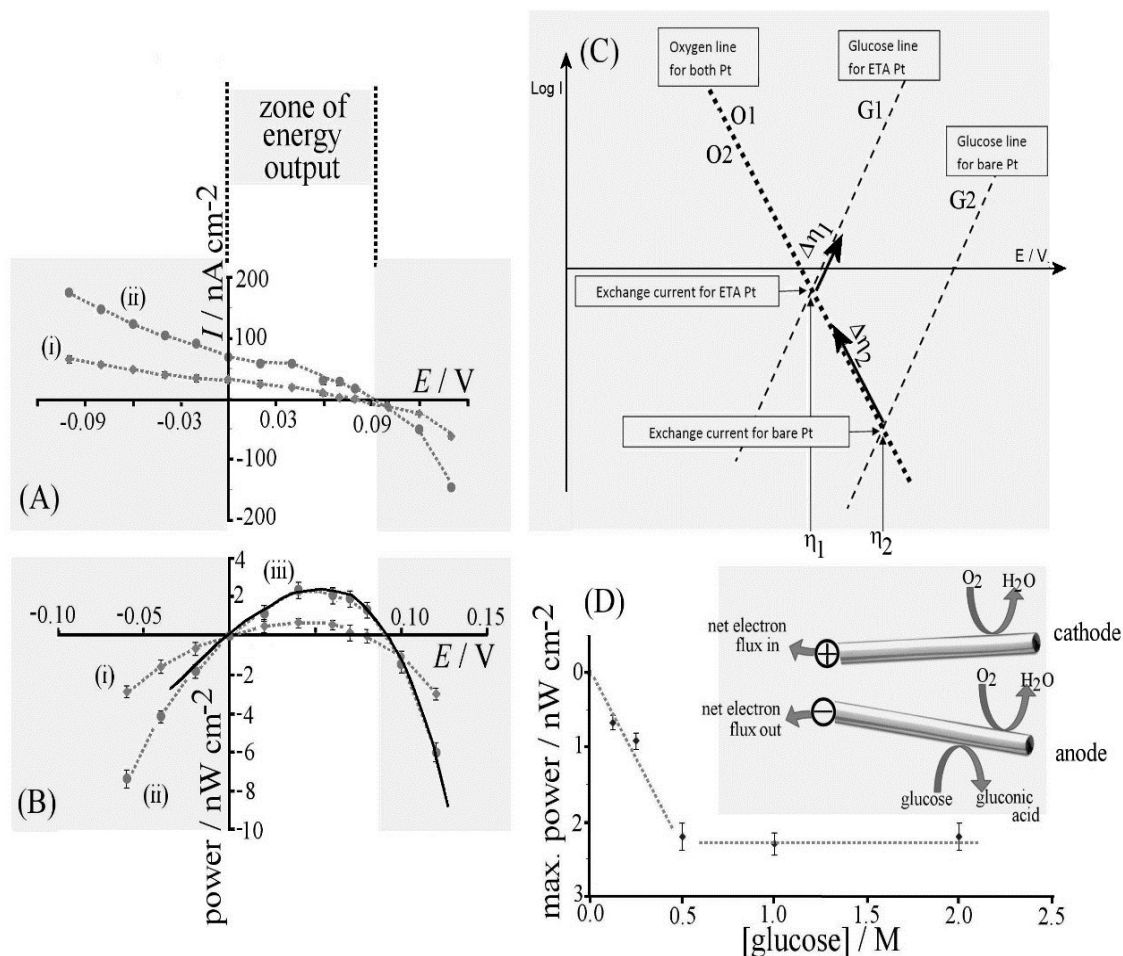 zone of
energy
output
I / nA cm-2
200
100
-100
-200
(ii)
(i)
E / V
-0.09
-0.03
0.03
0.09
(A)
4
2
-2
-4
-6
-8
-10
(iii)
-0.10
-0.05
0.10
0.15
E / V
(i)
(ii)
power / nW cm-2
(B)
(C)
Log I
Oxygen line
for both Pt
Glucose line
for ETA Pt
O1
O2
G1
Glucose line
for bare Pt
G2
Δη1
E / V.
Exchange current for ETA Pt
Δη2
Exchange current for bare Pt
η1
η2
(D)
max. power / nW cm-2
0
1
2
3
0.0
0.5
1.0
1.5
2.0
2.5
[glucose] / M
O2
H2O
net electron
flux in
+
cathode
O2
H2O
−
net electron
flux out
anode
glucose
gluconic
acid